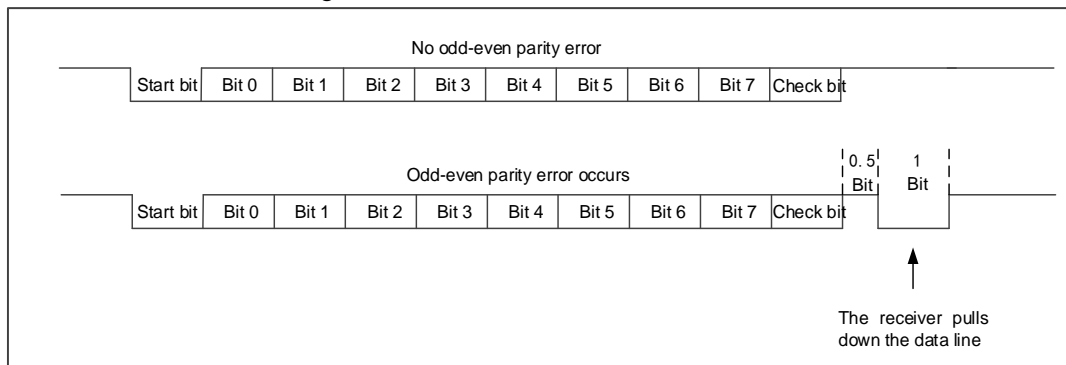 No odd-even parity error
Start bit Bit 0 Bit 1 Bit 2 Bit 3 Bit 4 Bit 5 Bit 6 Bit 7 Check bit
0. 5 1
Bit Bit
Odd-even parity error occurs
Start bit Bit 0 Bit 1 Bit 2 Bit 3 Bit 4 Bit 5 Bit 6 Bit 7 Check bit
The receiver pulls
down the data line